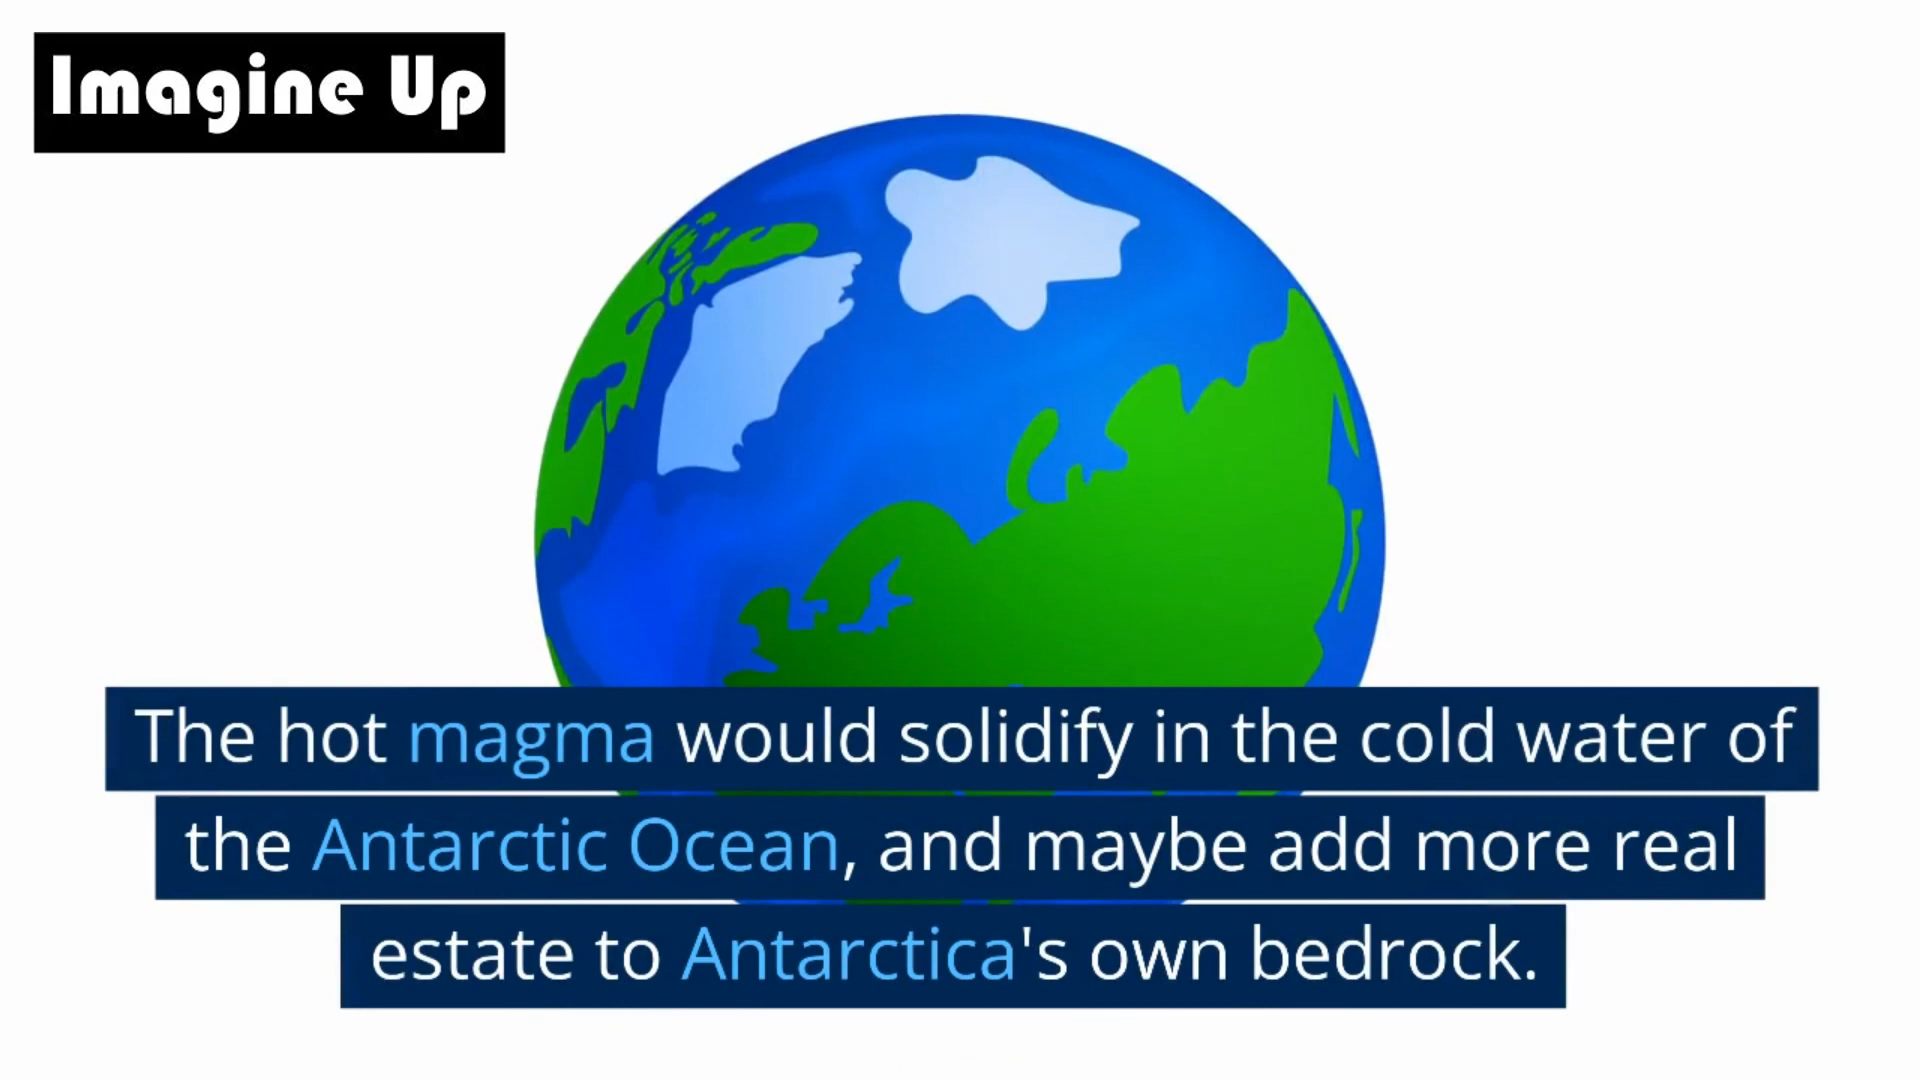 Imagine Up
The hot magma would solidify in the cold water of
the Antarctic Ocean, and maybe add more real
estate to Antarctica's own bedrock.